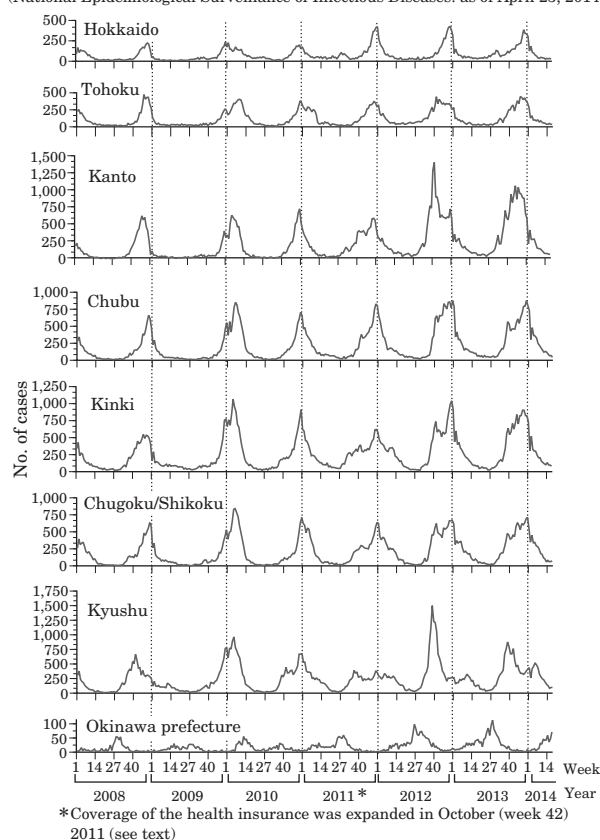 (National Epidemiological Surveillance of Infectious Diseases: as of April 23, 2014
Hokkaido
500
250
0
Tohoku
500
250
0
Kanto
1,500
1,250
1,000
750
500
250
0
Chubu
1,000
750
500
250
0
Kinki
1,250
1,000
750
500
250
0
Chugoku/Shikoku
1,000
750
500
250
0
Kyushu
1,750
1,500
1,250
1,000
750
500
250
0
Okinawa prefecture
100
50
0
No. of cases
1 14 27 40 1 14 27 40 1 14 27 40 1 14 27 40 1 14 27 40 1 14 27 40 1 14 Week
2008 2009 2010 2011* 2012 2013 2014 Year
*Coverage of the health insurance was expanded in October (week 42)
2011 (see text)